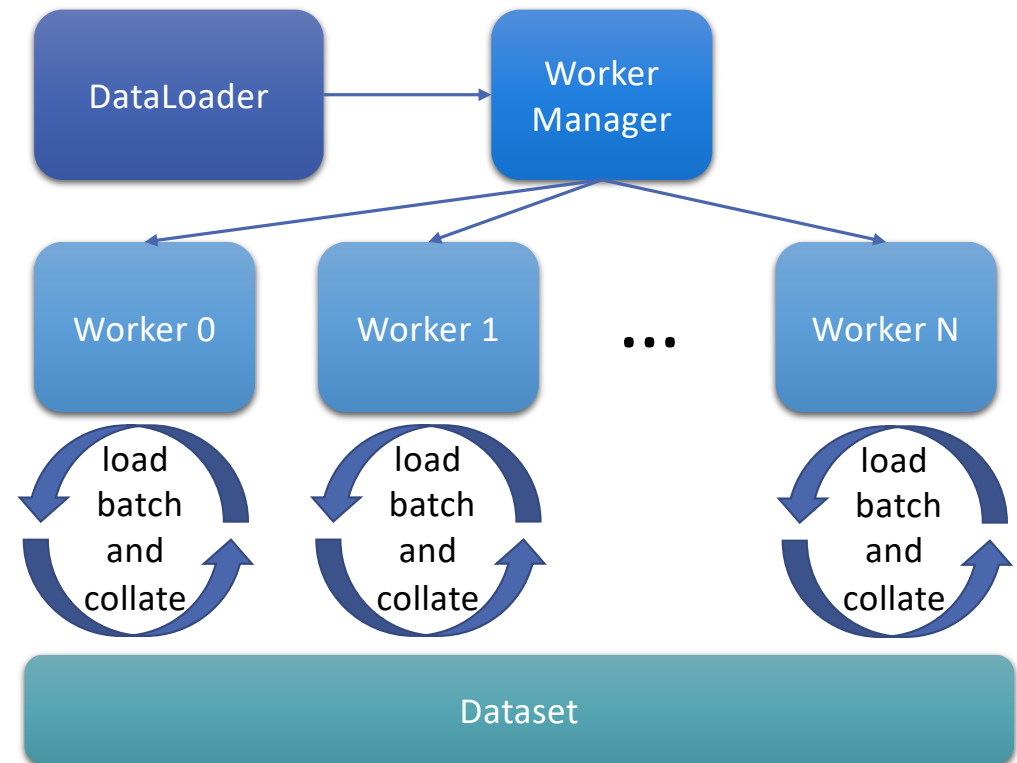 DataLoader
Worker
Manager
Worker 0
Worker 1
...
Worker N
load
batch
and
collate
load
batch
and
collate
load
batch
and
collate
Dataset